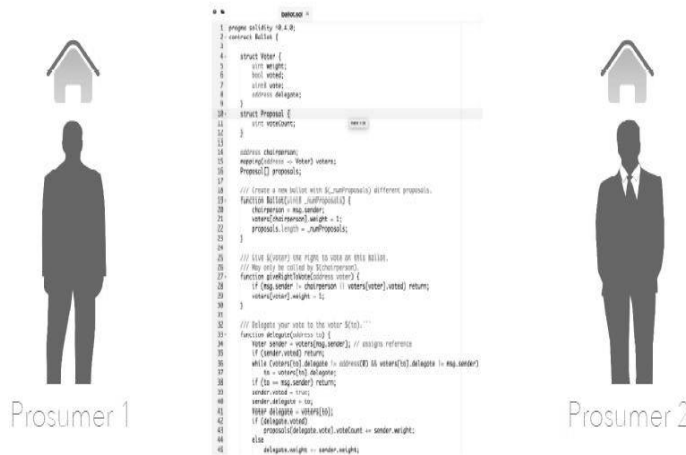 ballot.sol ×
1 pragma solidity ^0.4.0;
2 contract Ballot {
3
4 struct Voter {
5 uint weight;
6 bool voted;
7 uint8 vote;
8 address delegate;
9 }
10 struct Proposal {
11 uint voteCount;
12 }
13
14 address chairperson;
15 mapping(address => Voter) voters;
16 Proposal[] proposals;
17
18 /// Create a new ballot with $(_numProposals) different proposals.
19 function Ballot(uint8 _numProposals) {
20 chairperson = msg.sender;
21 voters[chairperson].weight = 1;
22 proposals.length = _numProposals;
23 }
24
25 /// Give $(voter) the right to vote on this ballot.
26 /// May only be called by $(chairperson).
27 function giveRightToVote(address voter) {
28 if (msg.sender != chairperson || voters[voter].voted) return;
29 voters[voter].weight = 1;
30 }
31
32 /// Delegate your vote to the voter $(to).
33 function delegate(address to) {
34 Voter sender = voters[msg.sender]; // assigns reference
35 if (sender.voted) return;
36 while (voters[to].delegate != address(0) && voters[to].delegate != msg.sender)
37 to = voters[to].delegate;
38 if (to == msg.sender) return;
39 sender.voted = true;
40 sender.delegate = to;
41 Voter delegate = voters[to];
42 if (delegate.voted)
43 proposals[delegate.vote].voteCount += sender.weight;
44 else
45 delegate.weight += sender.weight;
Prosumer 1
Prosumer 2